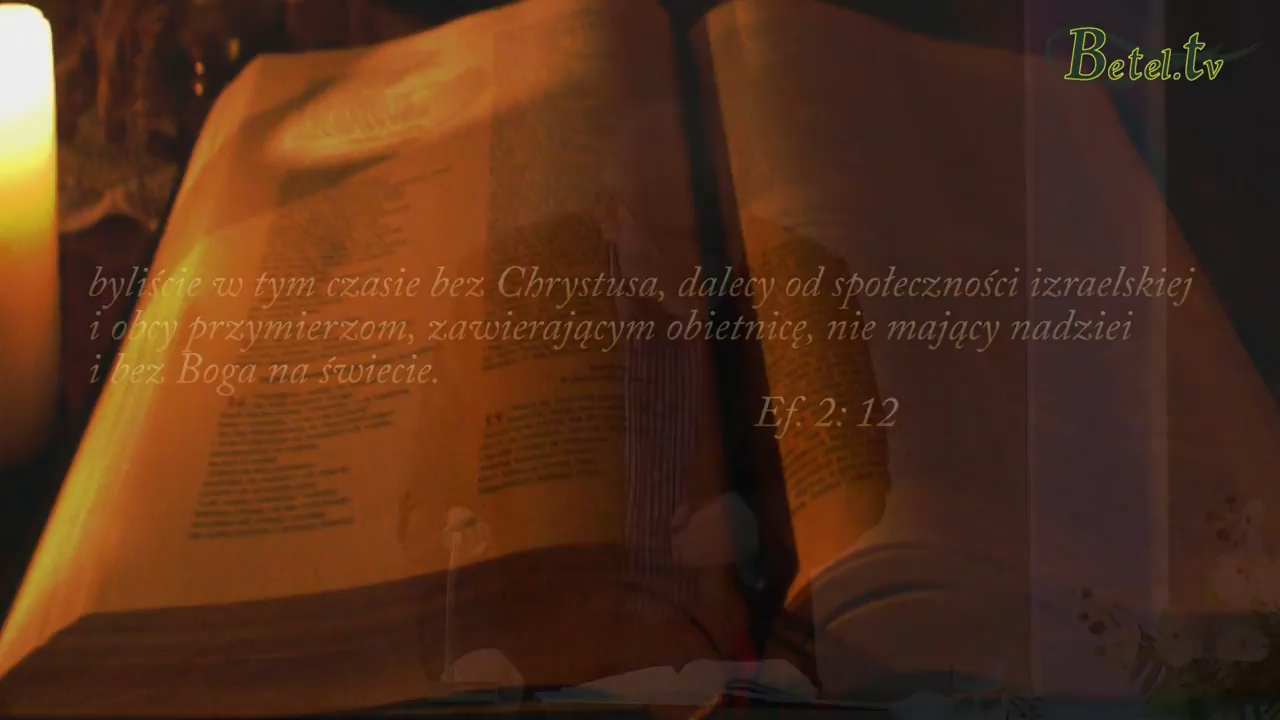 Betel.tv
byliście w tym czasie bez Chrystusa, dalecy od społeczności izraelskiej
i obcy przymierzom, zawierającym obietnicę, nie mający nadziei
i bez Boga na świecie.
Ef. 2: 12